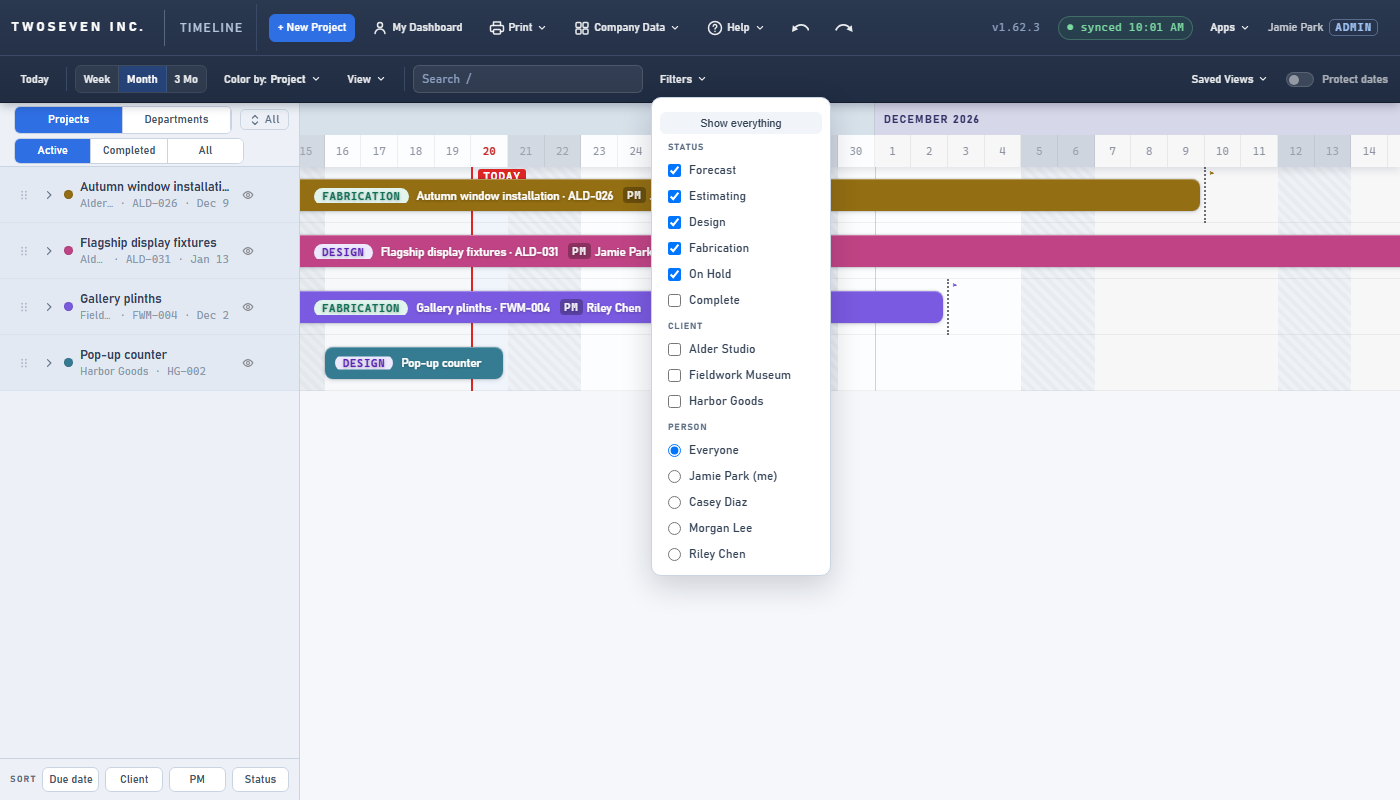 TWOSEVEN INC. TIMELINE + New Project My Dashboard Print Company Data Help v1.62.3 synced 10:01 AM Apps Jamie Park ADMIN
Today Week Month 3 Mo Color by: Project View Search / Filters Saved Views Protect dates
Projects Departments All
Active Completed All
DECEMBER 2026
15 16 17 18 19 20 21 22 23 24 30 1 2 3 4 5 6 7 8 9 10 11 12 13 14
TODAY
Autumn window installati…
Alder… · ALD-026 · Dec 9
FABRICATION Autumn window installation · ALD-026 PM
Flagship display fixtures
Ald… · ALD-031 · Jan 13
DESIGN Flagship display fixtures · ALD-031 PM Jamie Park
Gallery plinths
Field… · FWM-004 · Dec 2
FABRICATION Gallery plinths · FWM-004 PM Riley Chen
Pop-up counter
Harbor Goods · HG-002
DESIGN Pop-up counter
Show everything
STATUS
Forecast
Estimating
Design
Fabrication
On Hold
Complete
CLIENT
Alder Studio
Fieldwork Museum
Harbor Goods
PERSON
Everyone
Jamie Park (me)
Casey Diaz
Morgan Lee
Riley Chen
SORT Due date Client PM Status